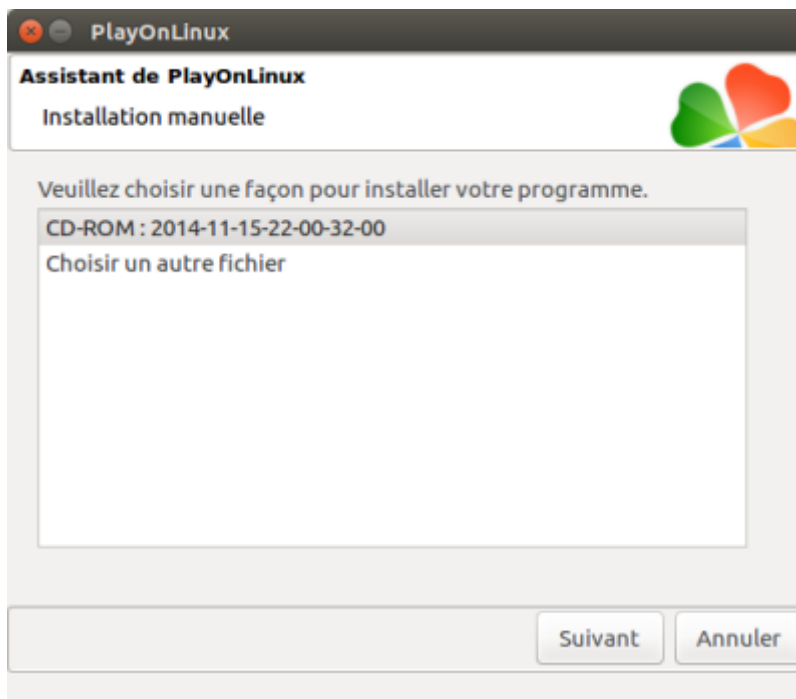 PlayOnLinux
Assistant de PlayOnLinux
Installation manuelle
Veuillez choisir une façon pour installer votre programme.
CD-ROM : 2014-11-15-22-00-32-00
Choisir un autre fichier
Suivant
Annuler